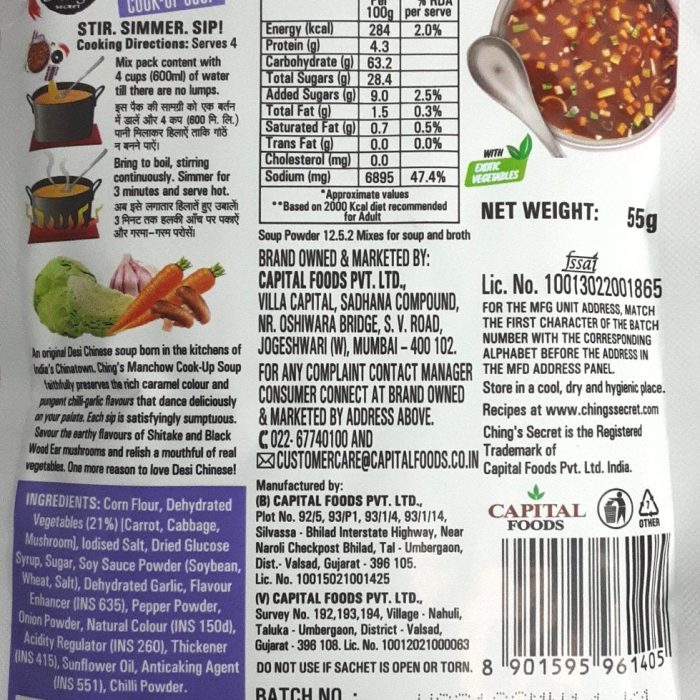 SECRET
COOK-UP SOUP
STIR. SIMMER. SIP!
Cooking Directions: Serves 4
Mix pack content with
4 cups (600ml) of water
till there are no lumps.
इस पैक की सामग्री को एक बर्तन
में डालें और 4 कप (600 मि. लि.)
पानी मिलाकर हिलाऐं ताकि गांठें
न बनने पाऐं।
Bring to boil, stirring
continuously. Simmer for
3 minutes and serve hot.
अब इसे लगातार हिलाते हुए उबालें।
3 मिनट तक हलकी आँच पर पकाऐं
और गरमा-गरम परोसें।
An original Desi Chinese soup born in the kitchens of
India's Chinatown. Ching's Manchow Cook-Up Soup
faithfully preserves the rich caramel colour and
pungent chilli-garlic flavours that dance deliciously
on your palate. Each sip is satisfyingly sumptuous.
Savour the earthy flavours of Shitake and Black
Wood Ear mushrooms and relish a mouthful of real
vegetables. One more reason to love Desi Chinese!
INGREDIENTS: Corn Flour, Dehydrated
Vegetables (21%) [Carrot, Cabbage,
Mushroom], Iodised Salt, Dried Glucose
Syrup, Sugar, Soy Sauce Powder (Soybean,
Wheat, Salt), Dehydrated Garlic, Flavour
Enhancer (INS 635), Pepper Powder,
Onion Powder, Natural Colour (INS 150d),
Acidity Regulator (INS 260), Thickener
(INS 415), Sunflower Oil, Anticaking Agent
(INS 551), Chilli Powder.
Per 100g % RDA per serve
Energy (kcal) 284 2.0%
Protein (g) 4.3
Carbohydrate (g) 63.2
Total Sugars (g) 28.4
Added Sugars (g) 9.0 2.5%
Total Fat (g) 1.5 0.3%
Saturated Fat (g) 0.7 0.5%
Trans Fat (g) 0.0 0.0%
Cholesterol (mg) 0.0
Sodium (mg) 6895 47.4%
*Approximate values
**Based on 2000 Kcal diet recommended
for Adult
Soup Powder 12.5.2 Mixes for soup and broth
BRAND OWNED & MARKETED BY:
CAPITAL FOODS PVT. LTD.,
VILLA CAPITAL, SADHANA COMPOUND,
NR. OSHIWARA BRIDGE, S. V. ROAD,
JOGESHWARI (W), MUMBAI – 400 102.
FOR ANY COMPLAINT CONTACT MANAGER
CONSUMER CONNECT AT BRAND OWNED
& MARKETED BY ADDRESS ABOVE.
022- 67740100 AND
CUSTOMERCARE@CAPITALFOODS.CO.IN
Manufactured by:
(B) CAPITAL FOODS PVT. LTD.,
Plot No. 92/5, 93/P1, 93/1/4, 93/1/14,
Silvassa - Bhilad Interstate Highway, Near
Naroli Checkpost Bhilad, Tal - Umbergaon,
Dist.- Valsad, Gujarat - 396 105.
Lic. No. 10015021001425
(V) CAPITAL FOODS PVT. LTD.,
Survey No. 192,193,194, Village - Nahuli,
Taluka - Umbergaon, District - Valsad,
Gujarat - 396 108. Lic. No. 10012021000063
DO NOT USE IF SACHET IS OPEN OR TORN.
BATCH NO. :
WITH
EXOTIC
VEGETABLES
NET WEIGHT: 55g
fssai
Lic. No. 10013022001865
FOR THE MFG UNIT ADDRESS, MATCH
THE FIRST CHARACTER OF THE BATCH
NUMBER WITH THE CORRESPONDING
ALPHABET BEFORE THE ADDRESS IN
THE MFD ADDRESS PANEL.
Store in a cool, dry and hygienic place.
Recipes at www.chingssecret.com
Ching's Secret is the Registered
Trademark of
Capital Foods Pvt. Ltd. India.
CAPITAL
FOODS
7
OTHER
8 901595 961405